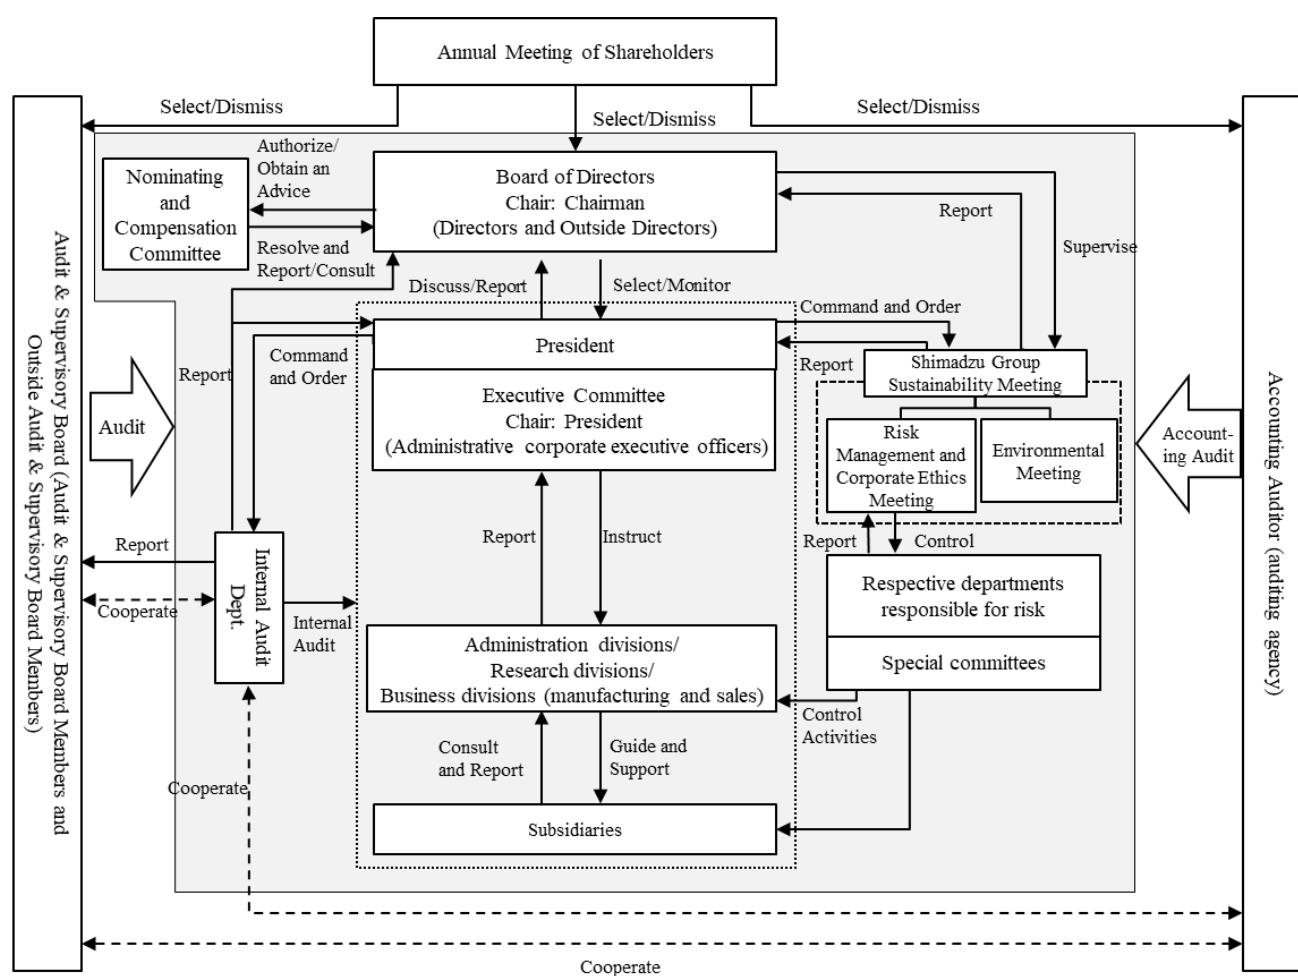 Annual Meeting of Shareholders
Select/Dismiss
Select/Dismiss
Select/Dismiss
Audit & Supervisory Board (Audit & Supervisory Board Members and
Outside Audit & Supervisory Board Members)
Accounting Auditor (auditing agency)
Nominating
and
Compensation
Committee
Authorize/
Obtain an
Advice
Resolve and
Report/Consult
Board of Directors
Chair: Chairman
(Directors and Outside Directors)
Report
Supervise
Discuss/Report
Select/Monitor
Command and Order
President
Report
Command
and Order
Report
Executive Committee
Chair: President
(Administrative corporate executive officers)
Shimadzu Group
Sustainability Meeting
Risk
Management and
Corporate Ethics
Meeting
Environmental
Meeting
Audit
Account-
ing Audit
Report
Instruct
Report
Control
Report
Cooperate
Internal Audit
Dept.
Internal
Audit
Respective departments
responsible for risk
Special committees
Administration divisions/
Research divisions/
Business divisions (manufacturing and sales)
Control
Activities
Consult
and Report
Guide and
Support
Cooperate
Subsidiaries
Cooperate